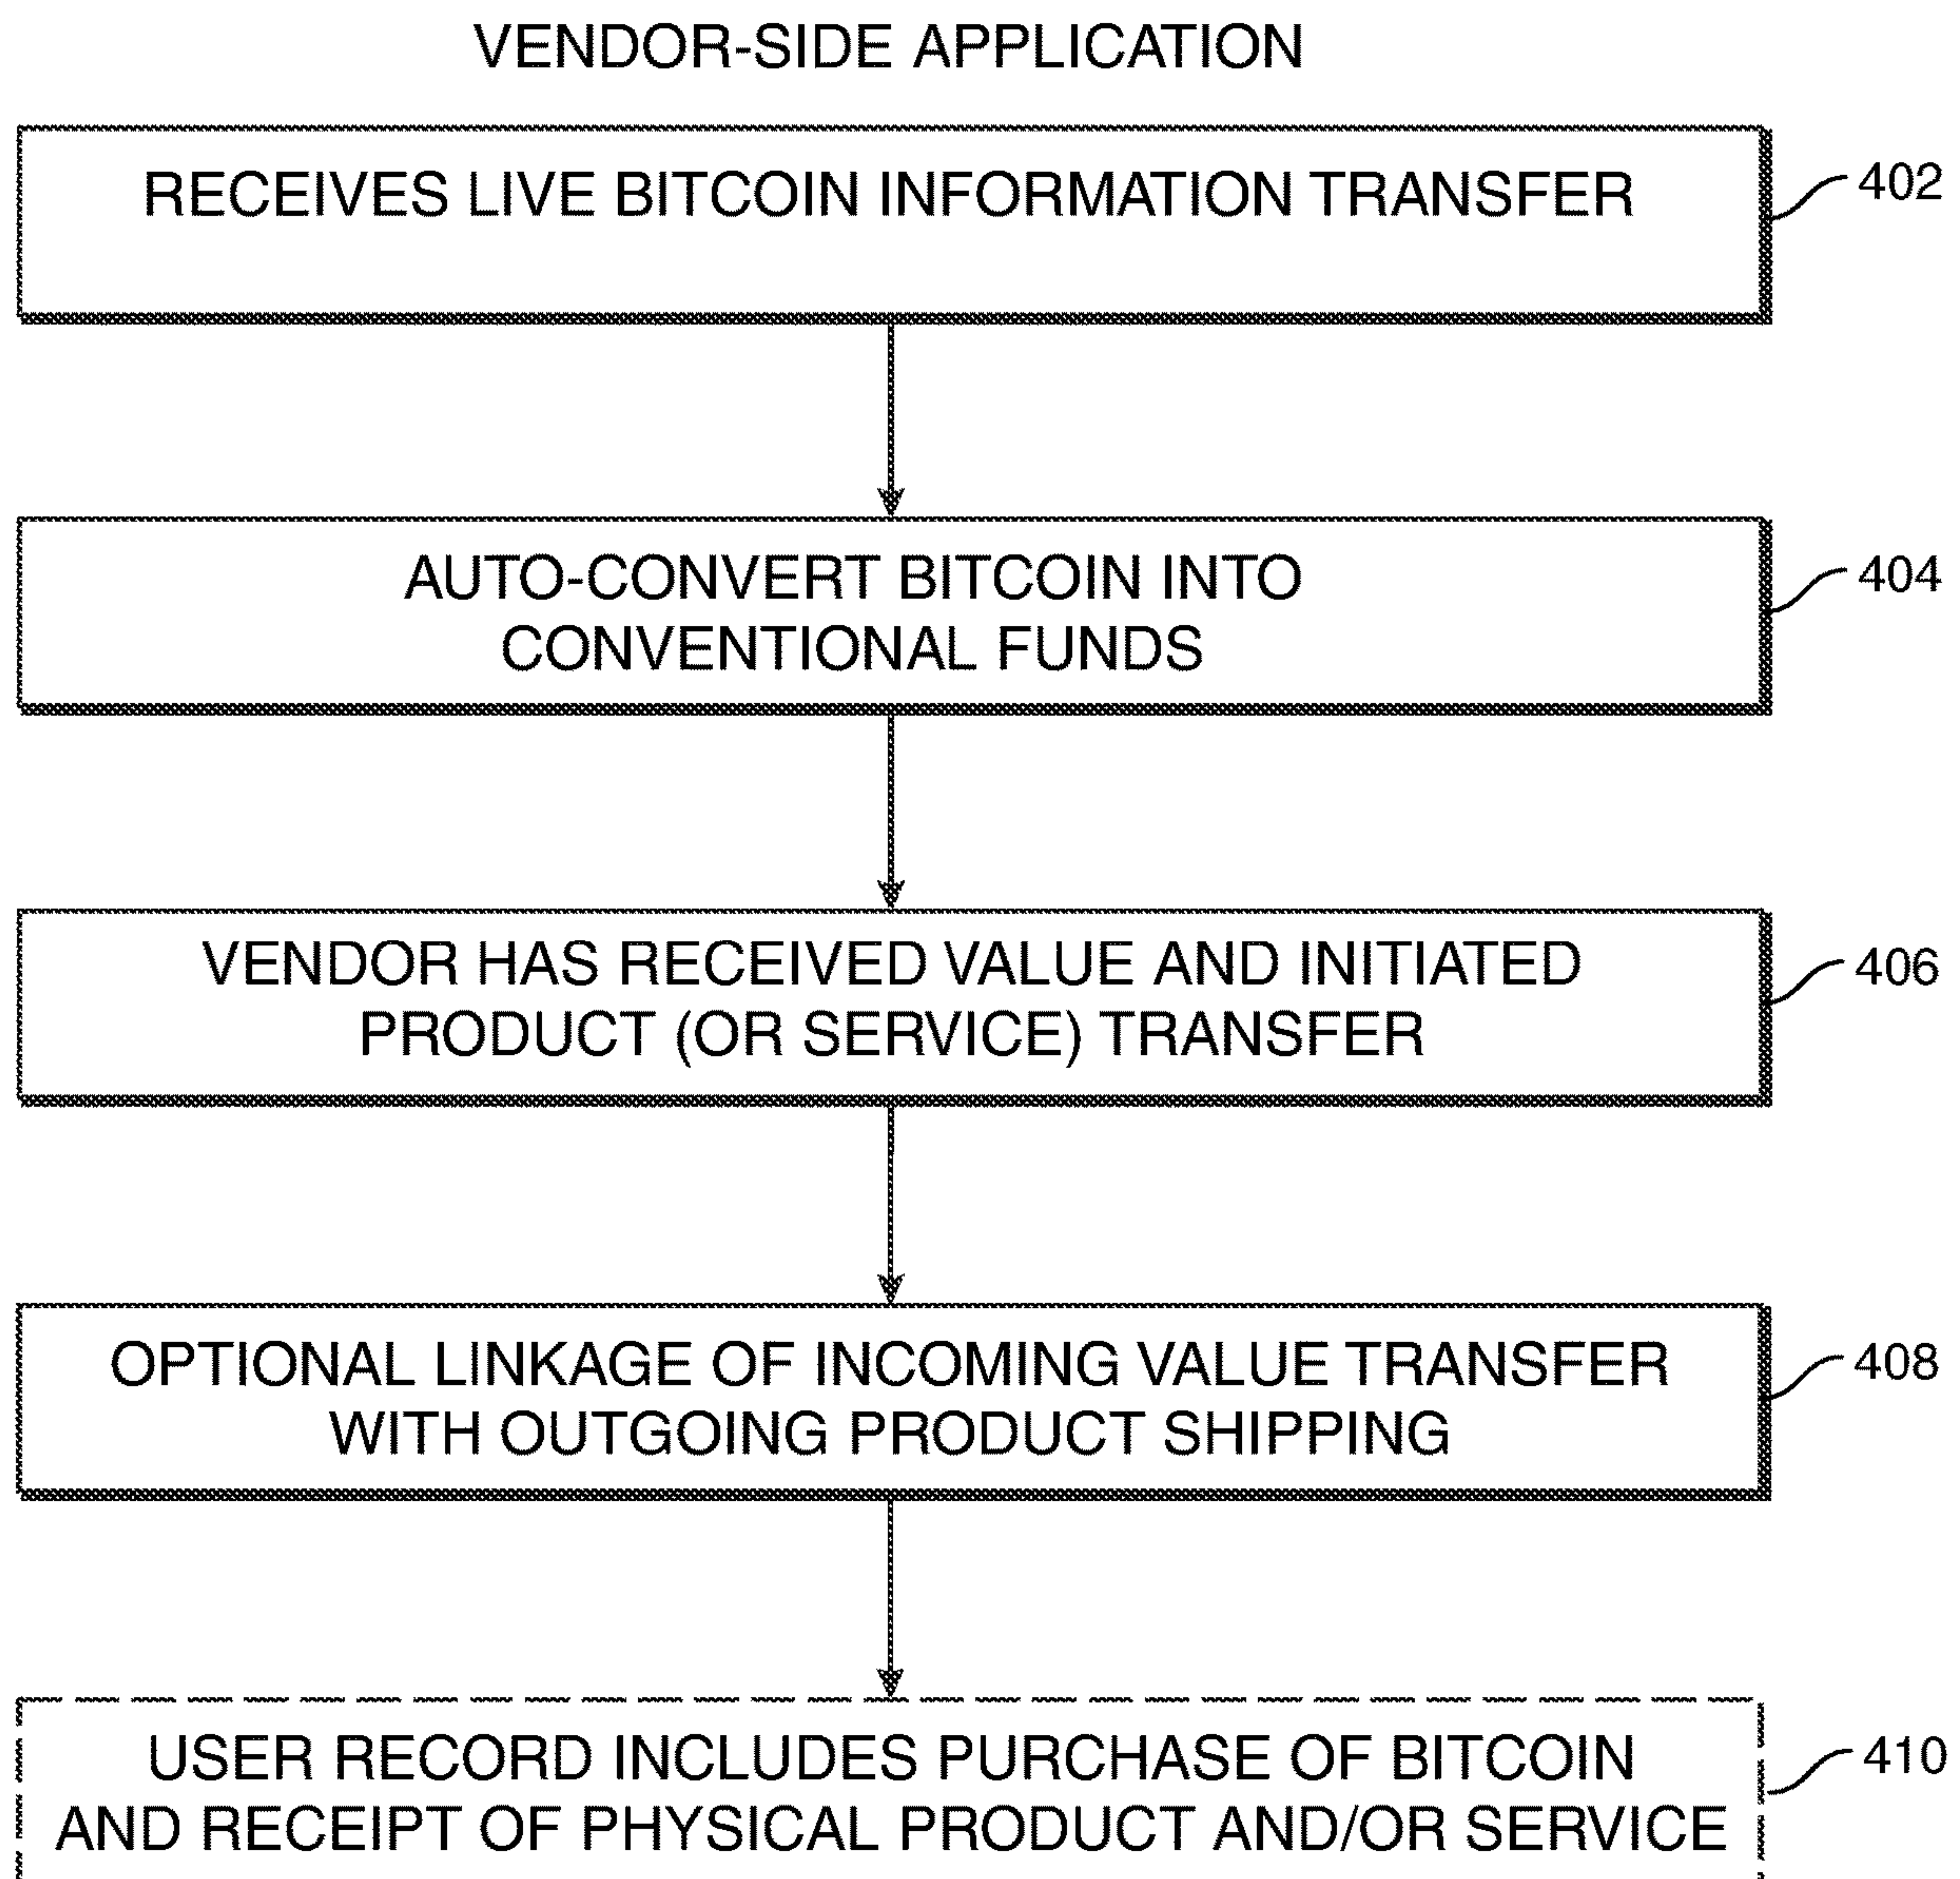 VENDOR-SIDE APPLICATION
RECEIVES LIVE BITCOIN INFORMATION TRANSFER
402
AUTO-CONVERT BITCOIN INTO
CONVENTIONAL FUNDS
404
VENDOR HAS RECEIVED VALUE AND INITIATED
PRODUCT (OR SERVICE) TRANSFER
406
OPTIONAL LINKAGE OF INCOMING VALUE TRANSFER
WITH OUTGOING PRODUCT SHIPPING
408
USER RECORD INCLUDES PURCHASE OF BITCOIN
AND RECEIPT OF PHYSICAL PRODUCT AND/OR SERVICE
410